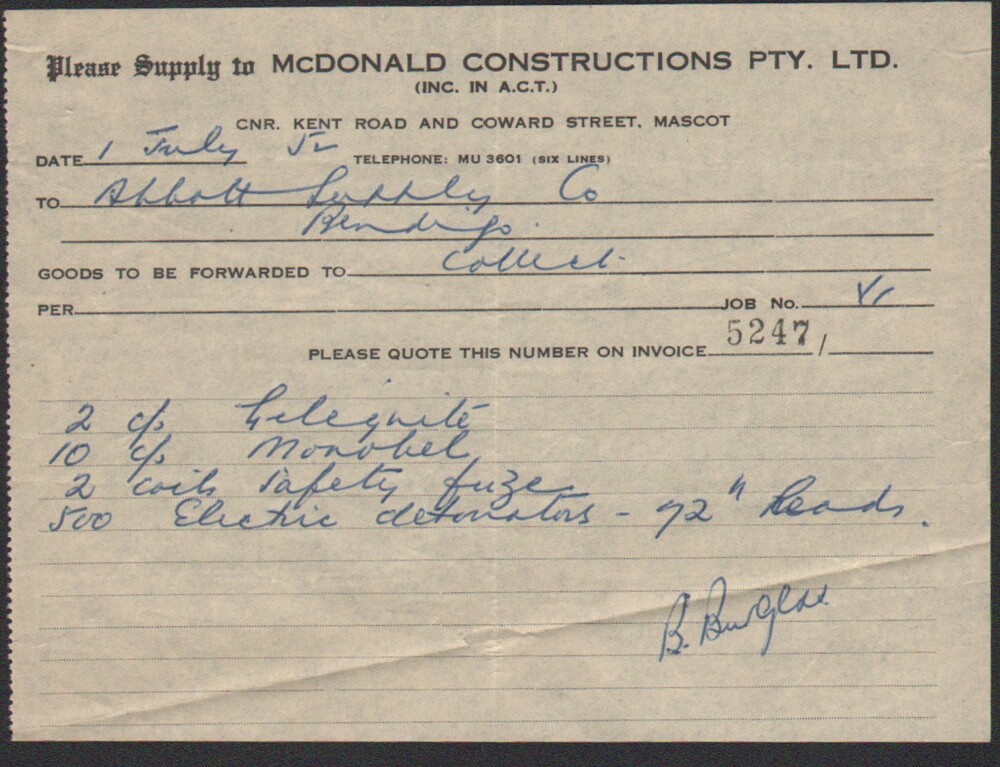 Please Supply to McDONALD CONSTRUCTIONS PTY. LTD.
(INC. IN A.C.T.)
CNR. KENT ROAD AND COWARD STREET, MASCOT
DATE 1 July 52 TELEPHONE: MU 3601 (SIX LINES)
TO Abbott Supply Co
Bendigo.
GOODS TO BE FORWARDED TO Collect.
PER JOB No.
PLEASE QUOTE THIS NUMBER ON INVOICE 5247/
2 c/s Gelegnite
10 c/s Monobel
2 coils safety fuze
500 Electric detonators - 72" leads.
B.